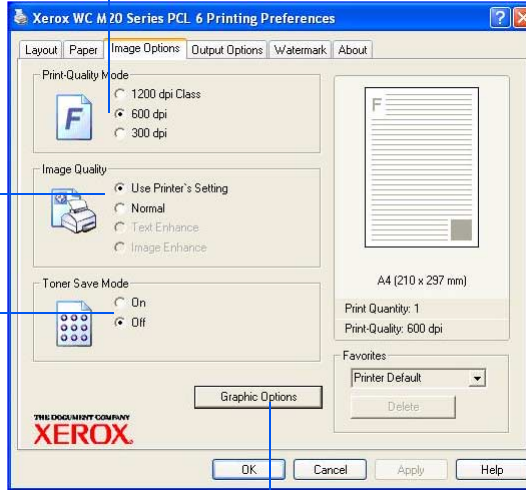 Xerox WC M20 Series PCL 6 Printing Preferences
Layout Paper Image Options Output Options Watermark About
Print-Quality Mode
1200 dpi Class
600 dpi
300 dpi
F
Image Quality
Use Printer`s Setting
Normal
Text Enhance
Image Enhance
Toner Save Mode
On
Off
Graphic Options
THE DOCUMENT COMPANY
XEROX.
F
A4 (210 x 297 mm)
Print Quantity: 1
Print-Quality: 600 dpi
Favorites
Printer Default
Delete
OK Cancel Apply Help